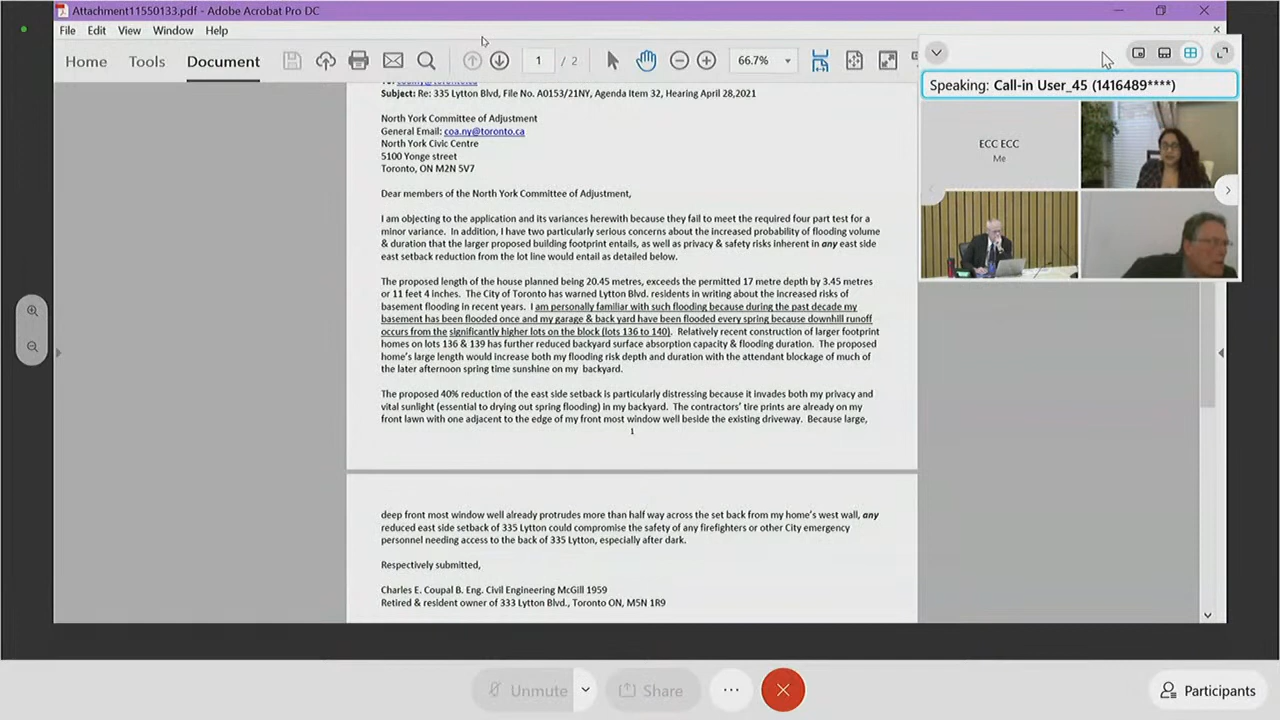 Attachment11550133.pdf - Adobe Acrobat Pro DC
File Edit View Window Help
Home Tools Document 1 / 2 66.7%
Speaking: Call-in User_45 (1416489****)
ECC ECC
Me
Subject: Re: 335 Lytton Blvd, File No. A0153/21NY, Agenda Item 32, Hearing April 28,2021
North York Committee of Adjustment
General Email: coa.ny@toronto.ca
North York Civic Centre
5100 Yonge street
Toronto, ON M2N 5V7
Dear members of the North York Committee of Adjustment,
I am objecting to the application and its variances herewith because they fail to meet the required four part test for a
minor variance. In addition, I have two particularly serious concerns about the increased probability of flooding volume
& duration that the larger proposed building footprint entails, as well as privacy & safety risks inherent in any east side
east setback reduction from the lot line would entail as detailed below.
The proposed length of the house planned being 20.45 metres, exceeds the permitted 17 metre depth by 3.45 metres
or 11 feet 4 inches. The City of Toronto has warned Lytton Blvd. residents in writing about the increased risks of
basement flooding in recent years. I am personally familiar with such flooding because during the past decade my
basement has been flooded once and my garage & back yard have been flooded every spring because downhill runoff
occurs from the significantly higher lots on the block (lots 136 to 140). Relatively recent construction of larger footprint
homes on lots 136 & 139 has further reduced backyard surface absorption capacity & flooding duration. The proposed
home's large length would increase both my flooding risk depth and duration with the attendant blockage of much of
the later afternoon spring time sunshine on my backyard.
The proposed 40% reduction of the east side setback is particularly distressing because it invades both my privacy and
vital sunlight (essential to drying out spring flooding) in my backyard. The contractors' tire prints are already on my
front lawn with one adjacent to the edge of my front most window well beside the existing driveway. Because large,
1
deep front most window well already protrudes more than half way across the set back from my home's west wall, any
reduced east side setback of 335 Lytton could compromise the safety of any firefighters or other City emergency
personnel needing access to the back of 335 Lytton, especially after dark.
Respectively submitted,
Charles E. Coupal B. Eng. Civil Engineering McGill 1959
Retired & resident owner of 333 Lytton Blvd., Toronto ON, M5N 1R9
Unmute Share Participants